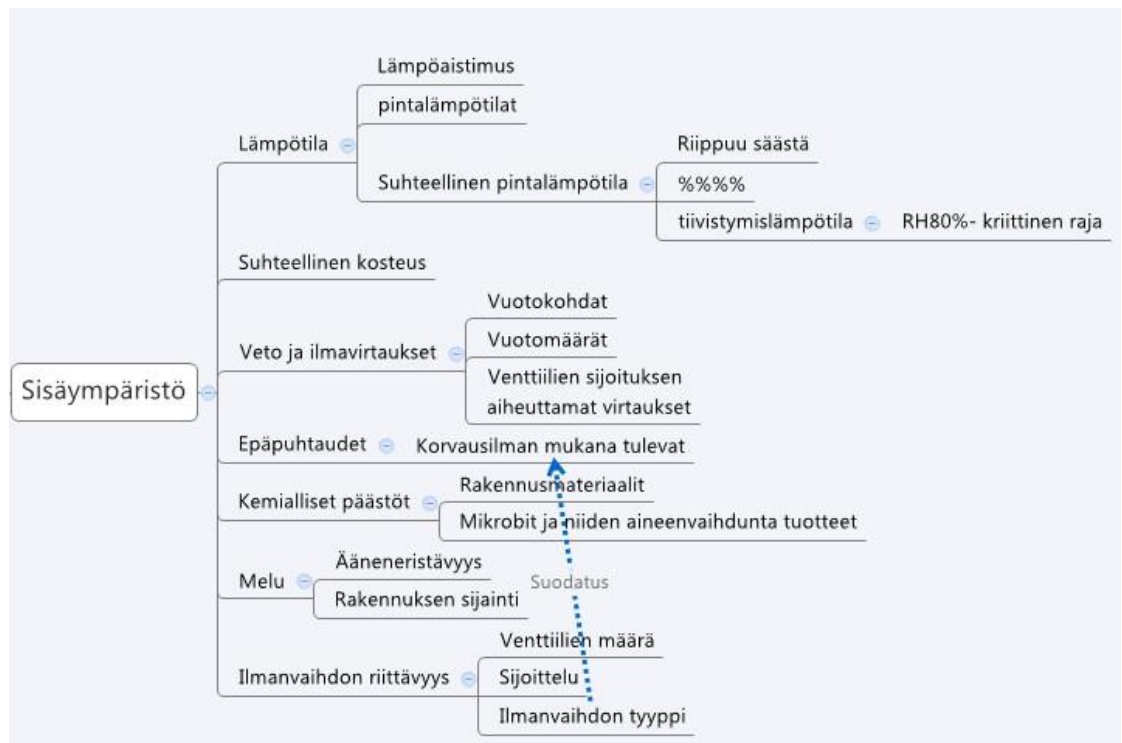 Sisäympäristö
Lämpötila
Lämpöaistimus
pintalämpötilat
Suhteellinen pintalämpötila
Riippuu säästä
%%%%
tiivistymislämpötila
RH80%- kriittinen raja
Suhteellinen kosteus
Veto ja ilmavirtaukset
Vuotokohdat
Vuotomäärät
Venttiilien sijoituksen
aiheuttamat virtaukset
Epäpuhtaudet
Korvausilman mukana tulevat
Kemialliset päästöt
Rakennusmateriaalit
Mikrobit ja niiden aineenvaihdunta tuotteet
Melu
Ääneneristävyys
Rakennuksen sijainti
Suodatus
Ilmanvaihdon riittävyys
Venttiilien määrä
Sijoittelu
Ilmanvaihdon tyyppi